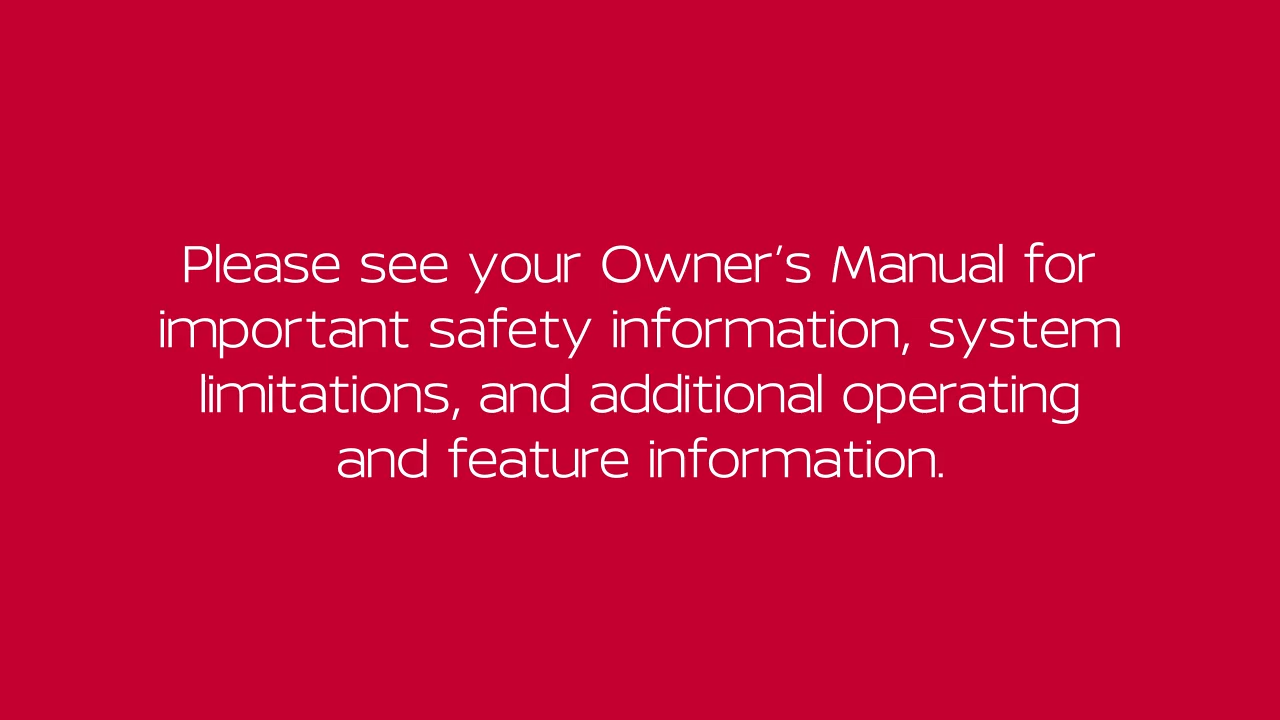 Please see your Owner’s Manual for
important safety information, system
limitations, and additional operating
and feature information.